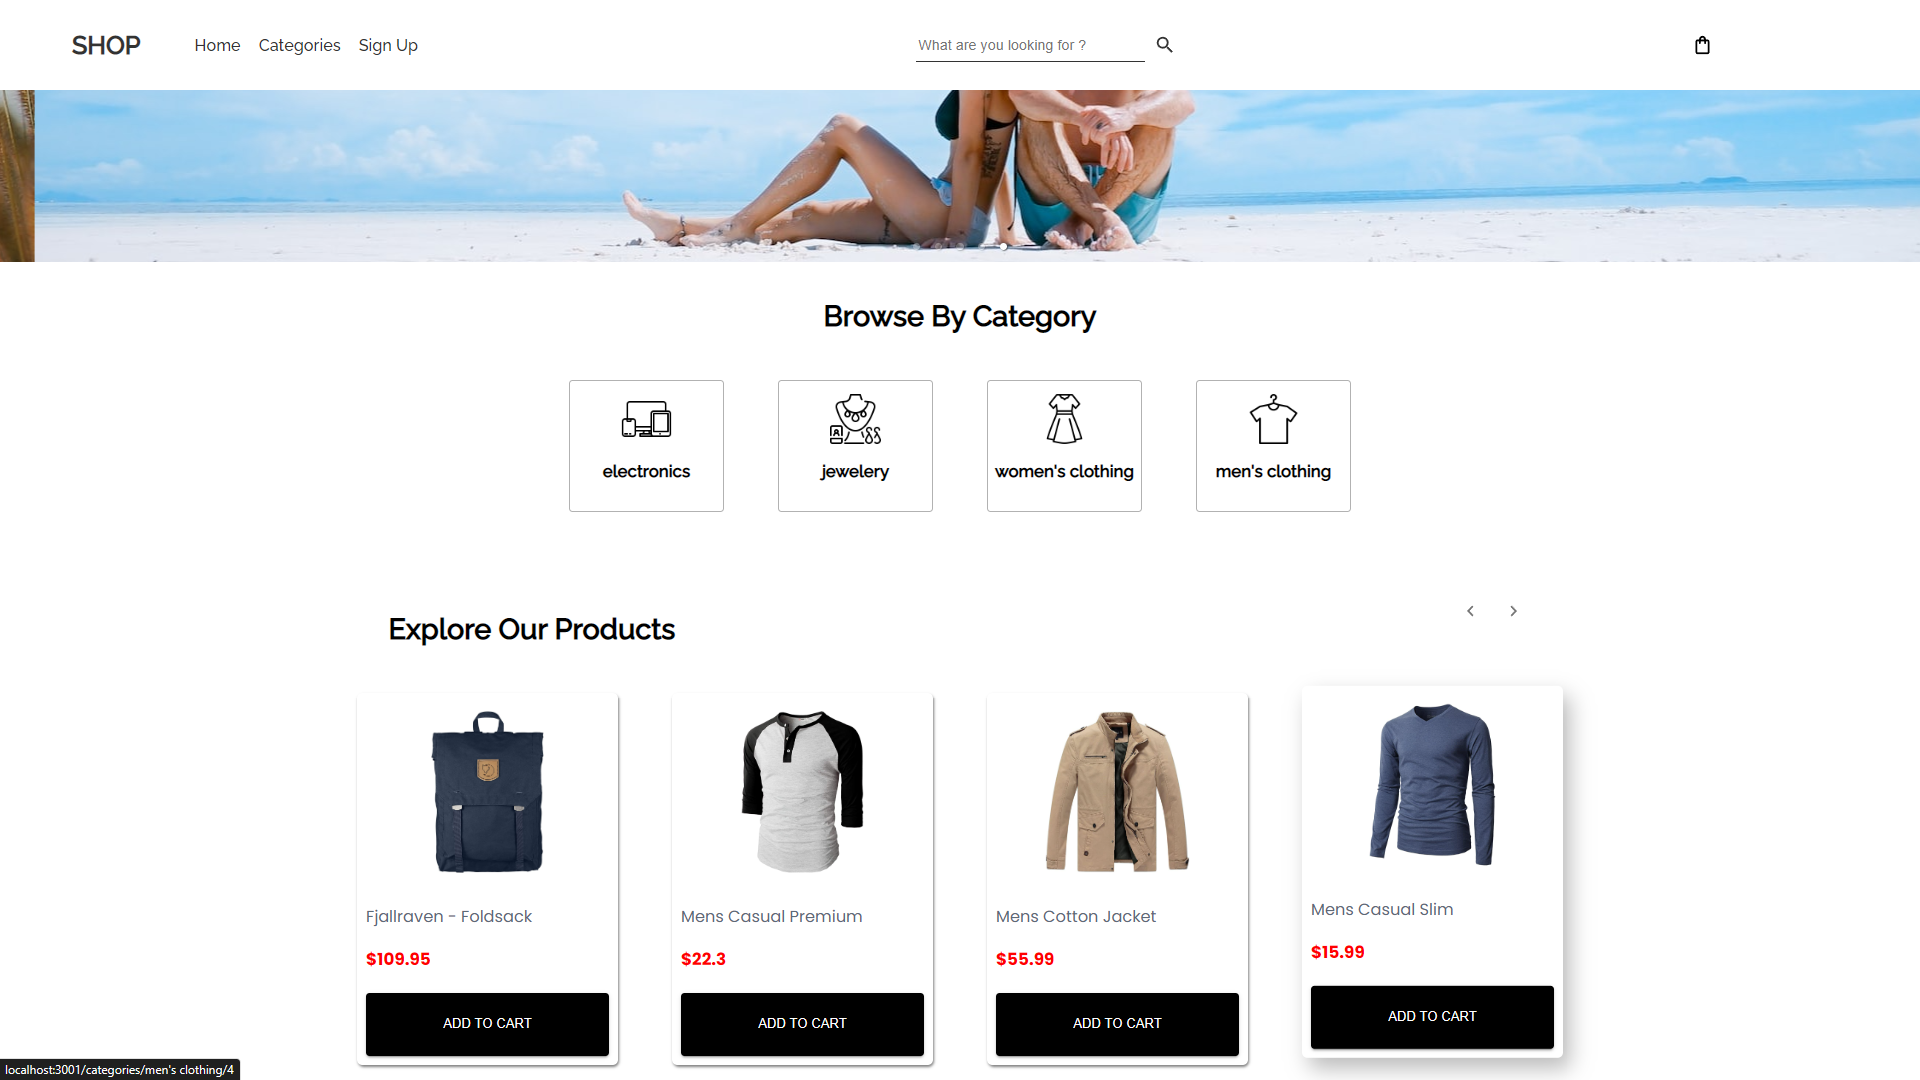 SHOP
Home
Categories
Sign Up
What are you looking for ?
Browse By Category
electronics
jewelery
women's clothing
men's clothing
Explore Our Products
Fjallraven - Foldsack
$109.95
ADD TO CART
Mens Casual Premium
$22.3
ADD TO CART
Mens Cotton Jacket
$55.99
ADD TO CART
Mens Casual Slim
$15.99
ADD TO CART
localhost:3001/categories/men's clothing/4